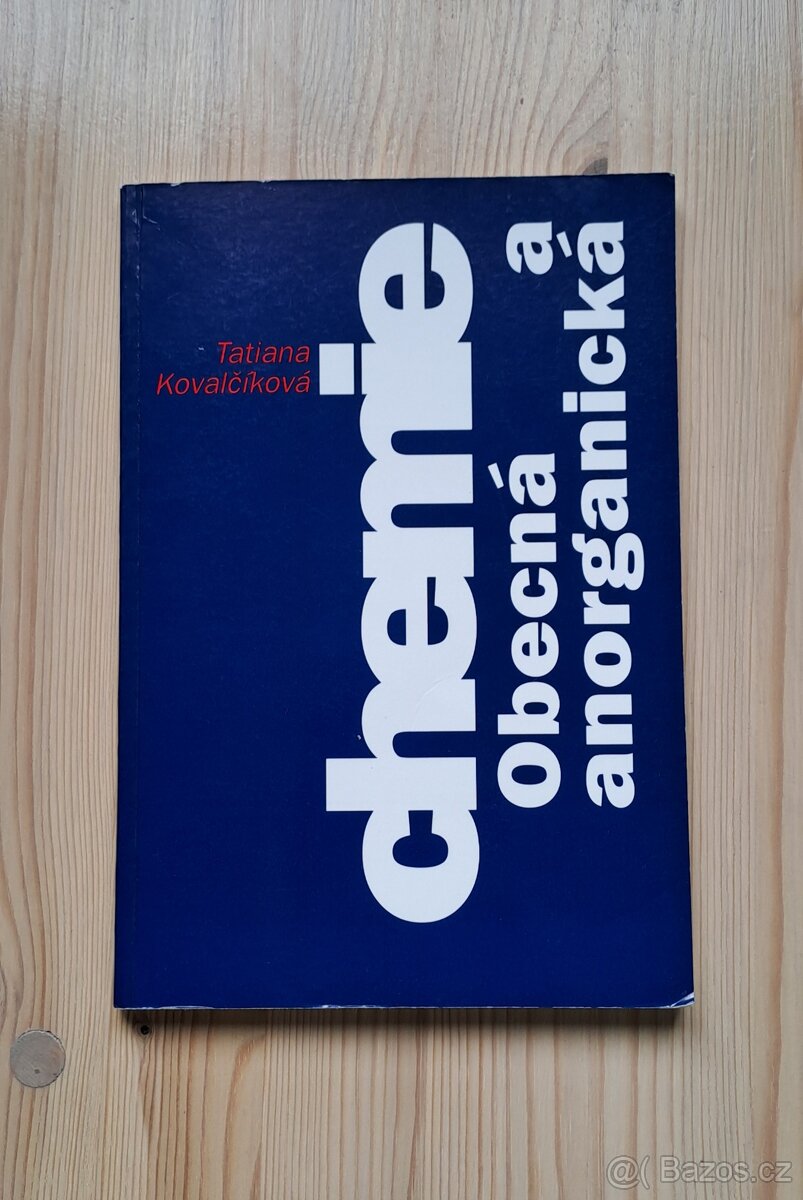 Tatiana
Kovalčíková
chemie
Obecná a
anorganická
@( Bazos.cz